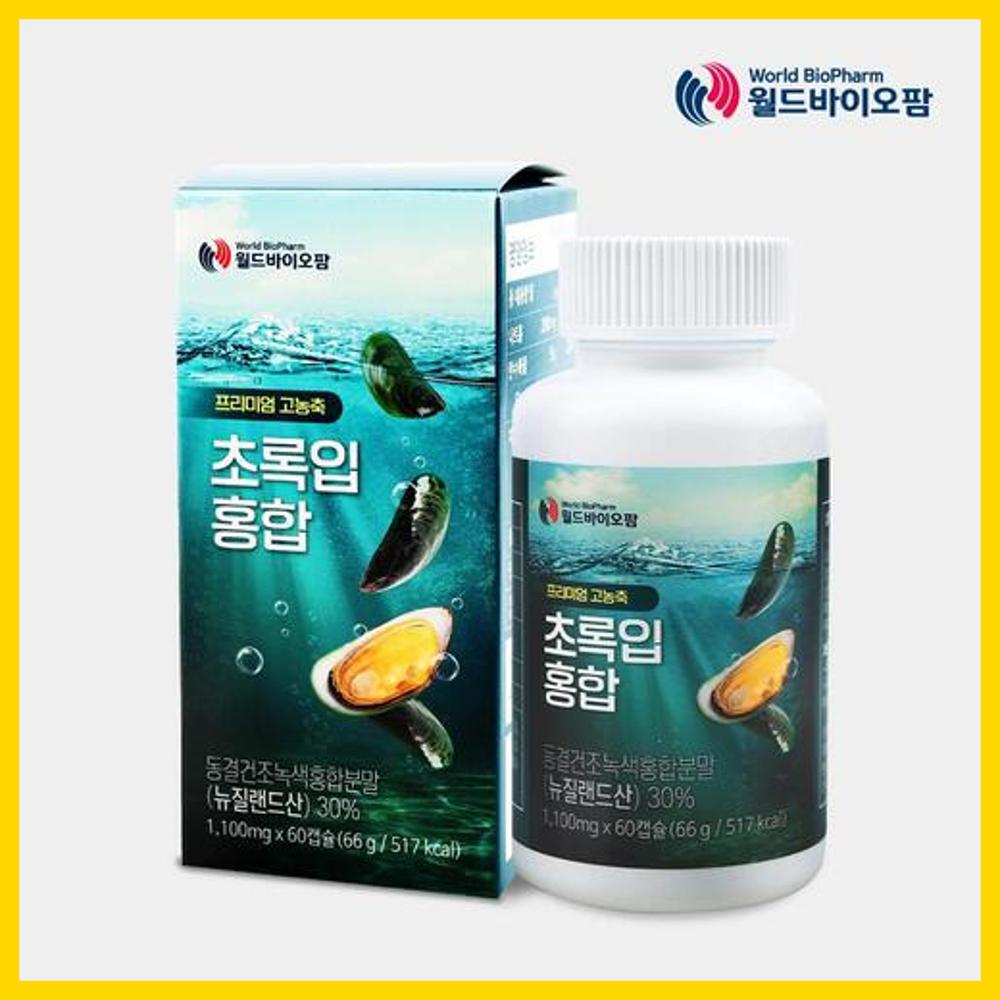 World BioPharm
월드바이오팜
World BioPharm
월드바이오팜
프리미엄 고농축
초록입
홍합
동결건조녹색홍합분말
(뉴질랜드산) 30%
1,100mg x 60캡슐(66 g / 517 kcal)
World BioPharm
월드바이오팜
프리미엄 고농축
초록입
홍합
동결건조녹색홍합분말
(뉴질랜드산) 30%
1,100mg x 60캡슐(66 g / 517 kcal)